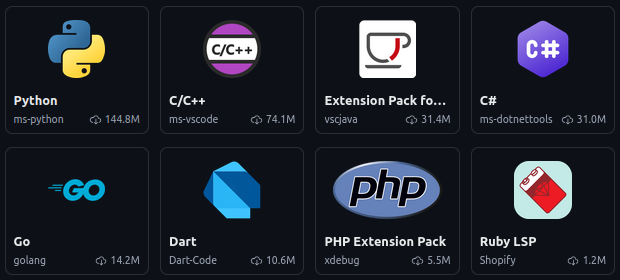 C/C++
C#
Python
C/C++
Extension Pack fo...
C#
ms-python 144.8M
ms-vscode 74.1M
vscjava 31.4M
ms-dotnettools 31.0M
GO
php
Go
Dart
PHP Extension Pack
Ruby LSP
golang 14.2M
Dart-Code 10.6M
xdebug 5.5M
Shopify 1.2M